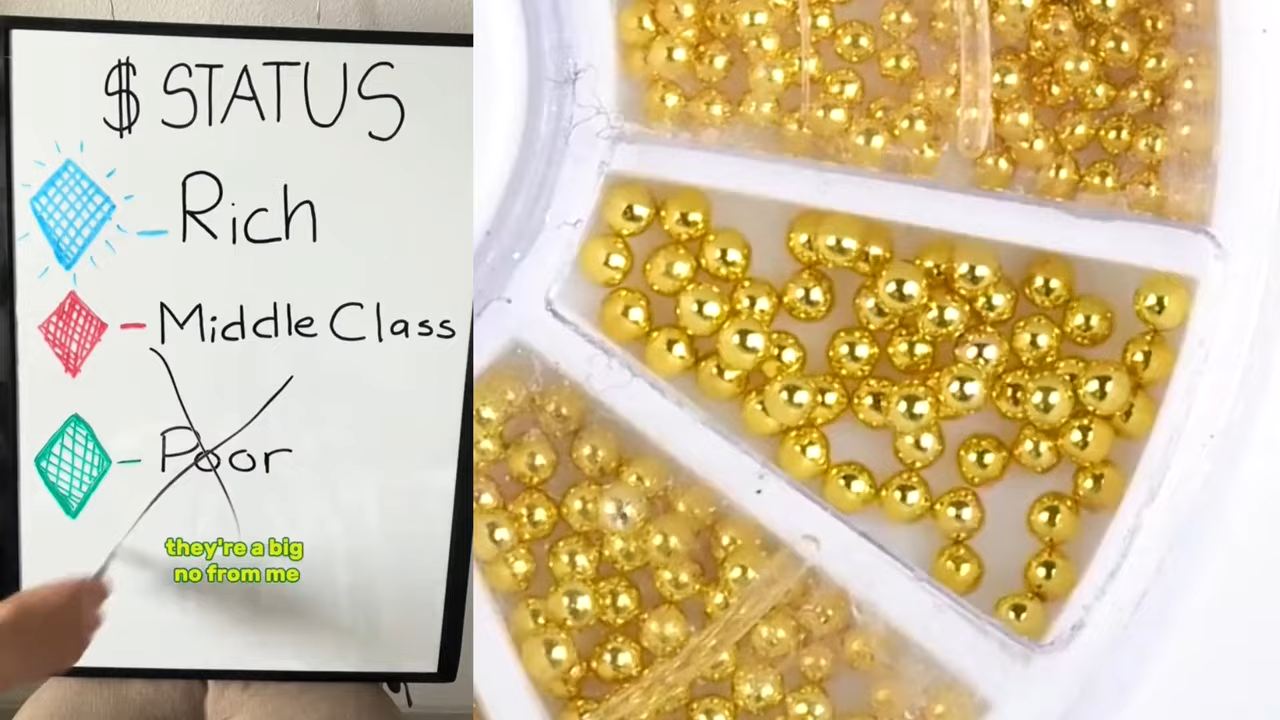 $ STATUS
Rich
Middle Class
Poor
they're a big
no from me